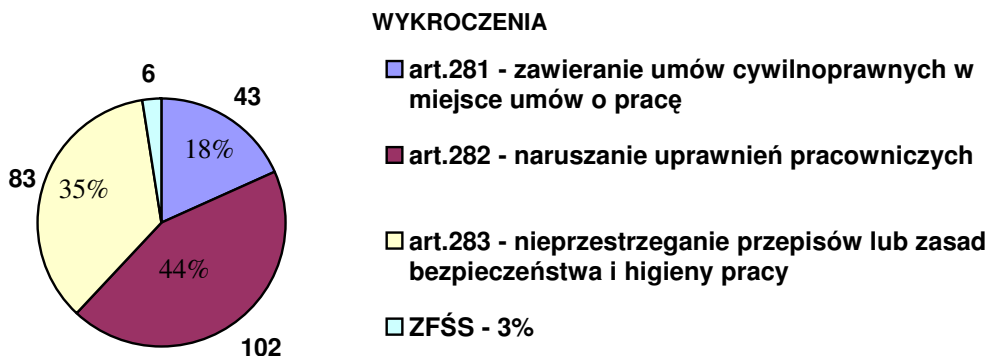 WYKROCZENIA
6
43
18%
83
35%
44%
102
art.281 - zawieranie umów cywilnoprawnych w
miejsce umów o pracę
art.282 - naruszanie uprawnień pracowniczych
art.283 - nieprzestrzeganie przepisów lub zasad
bezpieczeństwa i higieny pracy
ZFŚS - 3%